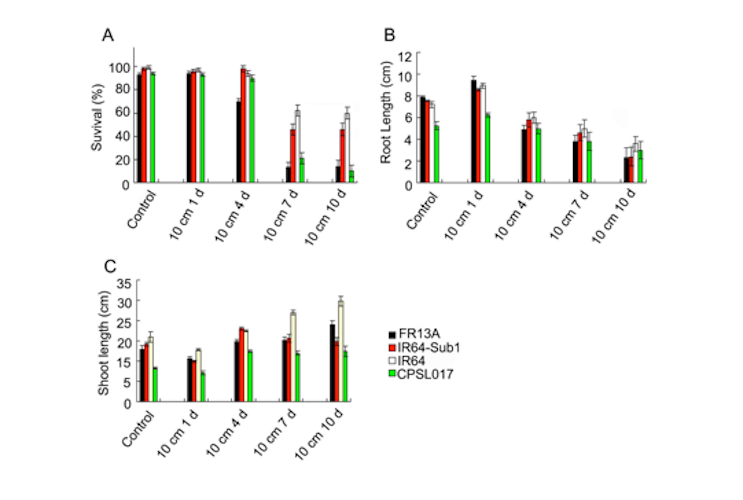 A
Suvival (%)
100
80
60
40
20
0
Control
10 cm 1 d
10 cm 4 d
10 cm 7 d
10 cm 10 d
B
Root Length (cm)
12
10
8
6
4
2
0
Control
10 cm 1 d
10 cm 4 d
10 cm 7 d
10 cm 10 d
C
Shoot length (cm)
35
30
25
20
15
5
0
Control
10 cm 1 d
10 cm 4 d
10 cm 7 d
10 cm 10 d
FR13A
IR64-Sub1
IR64
CPSL017